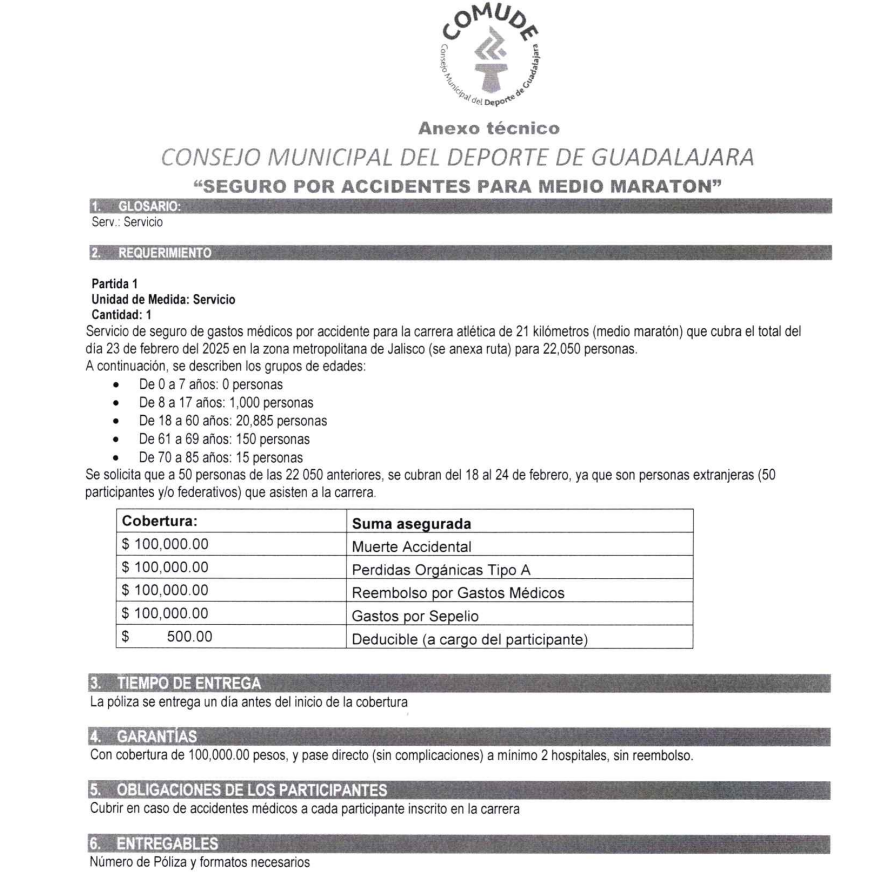 COMUDE
Consejo Municipal del Deporte de Guadalajara
Anexo técnico
CONSEJO MUNICIPAL DEL DEPORTE DE GUADALAJARA
“SEGURO POR ACCIDENTES PARA MEDIO MARATON”
1. GLOSARIO:
Serv.: Servicio
2. REQUERIMIENTO
Partida 1
Unidad de Medida: Servicio
Cantidad: 1
Servicio de seguro de gastos médicos por accidente para la carrera atlética de 21 kilómetros (medio maratón) que cubra el total del
día 23 de febrero del 2025 en la zona metropolitana de Jalisco (se anexa ruta) para 22,050 personas.
A continuación, se describen los grupos de edades:
• De 0 a 7 años: 0 personas
• De 8 a 17 años: 1,000 personas
• De 18 a 60 años: 20,885 personas
• De 61 a 69 años: 150 personas
• De 70 a 85 años: 15 personas
Se solicita que a 50 personas de las 22 050 anteriores, se cubran del 18 al 24 de febrero, ya que son personas extranjeras (50
participantes y/o federativos) que asisten a la carrera.
Cobertura: Suma asegurada
$ 100,000.00 Muerte Accidental
$ 100,000.00 Perdidas Orgánicas Tipo A
$ 100,000.00 Reembolso por Gastos Médicos
$ 100,000.00 Gastos por Sepelio
$ 500.00 Deducible (a cargo del participante)
3. TIEMPO DE ENTREGA
La póliza se entrega un día antes del inicio de la cobertura
4. GARANTÍAS
Con cobertura de 100,000.00 pesos, y pase directo (sin complicaciones) a mínimo 2 hospitales, sin reembolso.
5. OBLIGACIONES DE LOS PARTICIPANTES
Cubrir en caso de accidentes médicos a cada participante inscrito en la carrera
6. ENTREGABLES
Número de Póliza y formatos necesarios